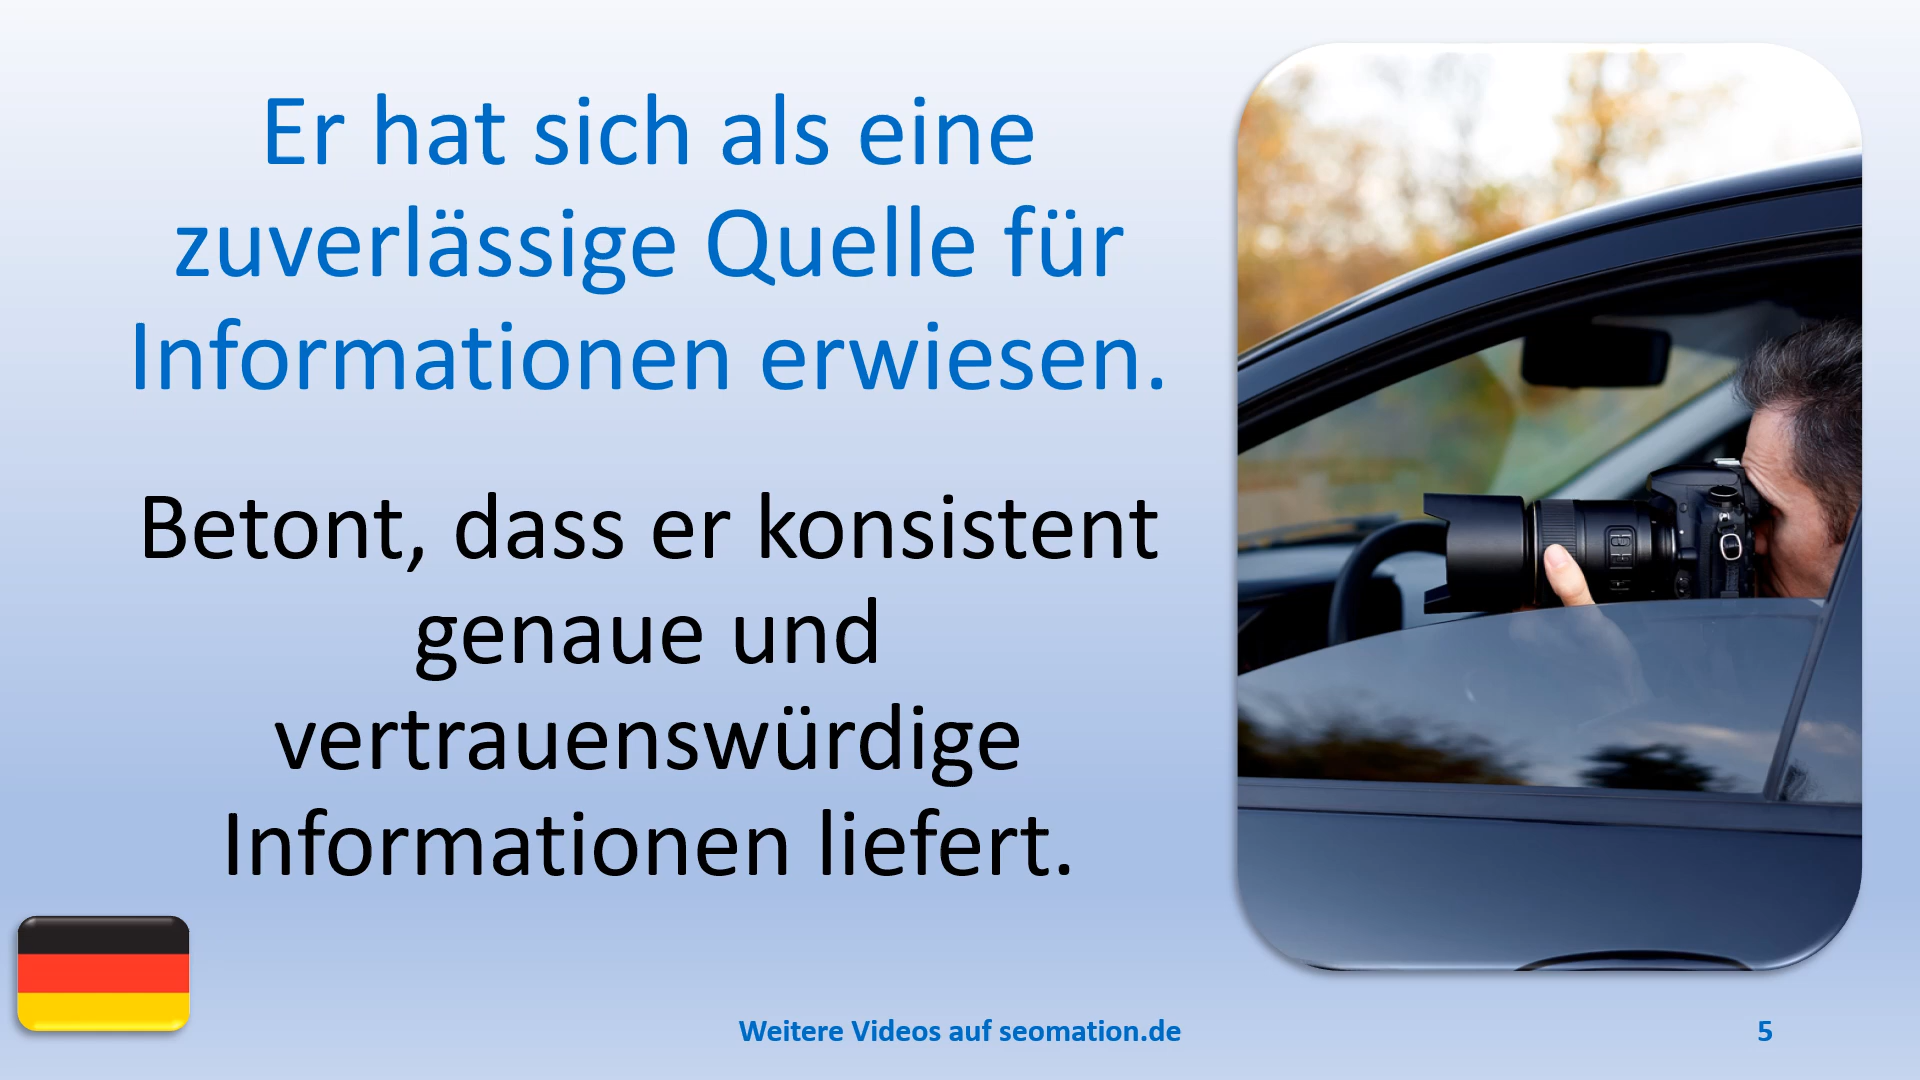 Er hat sich als eine
zuverlässige Quelle für
Informationen erwiesen.
Betont, dass er konsistent
genaue und
vertrauenswürdige
Informationen liefert.
Weitere Videos auf seomation.de
5